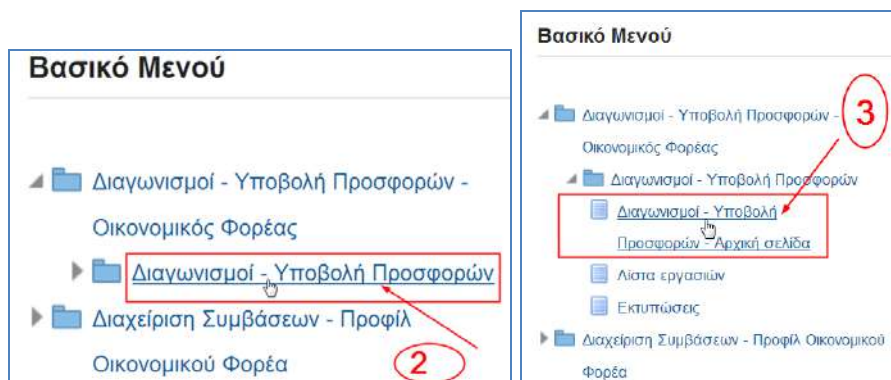 Βασικό Μενού
Διαγωνισμοί - Υποβολή Προσφορών -
Οικονομικός Φορέας
Διαγωνισμοί - Υποβολή Προσφορών
Διαχείριση Συμβάσεων - Προφίλ
Οικονομικού Φορέα
2
Βασικό Μενού
Διαγωνισμοί - Υποβολή Προσφορών -
Οικονομικός Φορέας
3
Διαγωνισμοί - Υποβολή Προσφορών
Διαγωνισμοί - Υποβολή
Προσφορών - Αρχική σελίδα
Λίστα εργασιών
Εκτυπώσεις
Διαχείριση Συμβάσεων - Προφίλ Οικονομικού
Φορέα